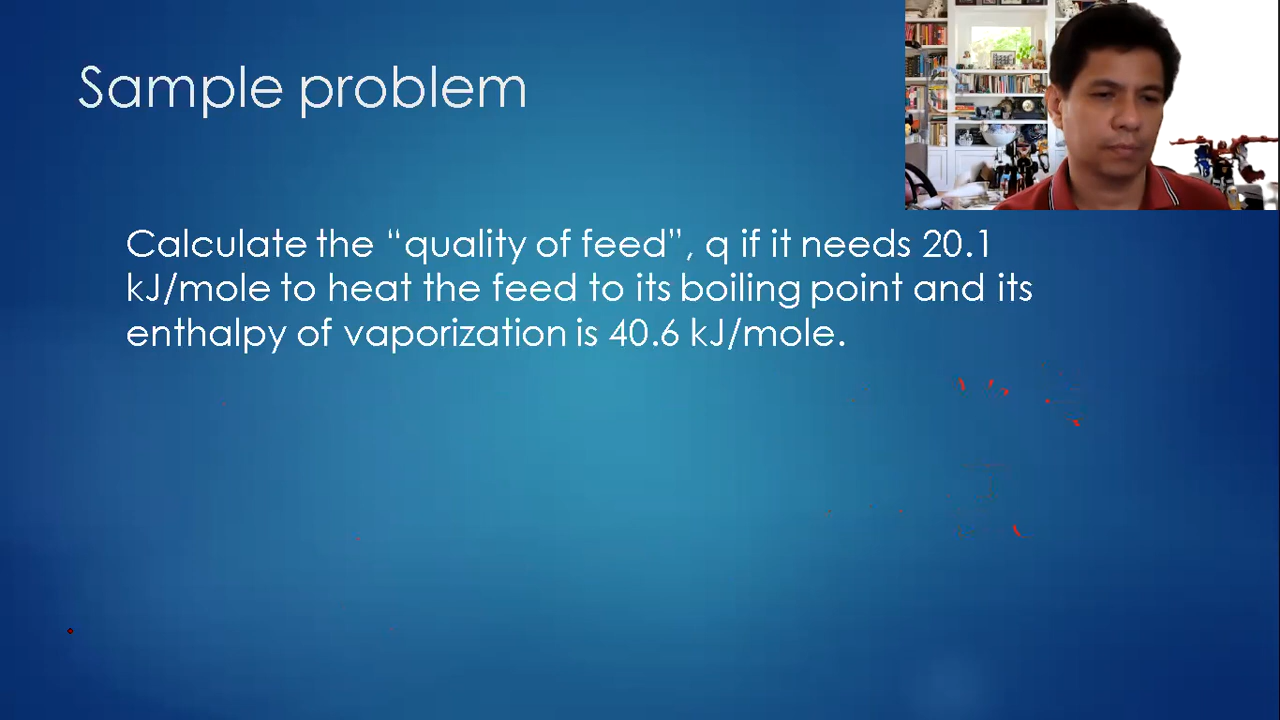 Sample problem
Calculate the “quality of feed”, q if it needs 20.1
kJ/mole to heat the feed to its boiling point and its
enthalpy of vaporization is 40.6 kJ/mole.